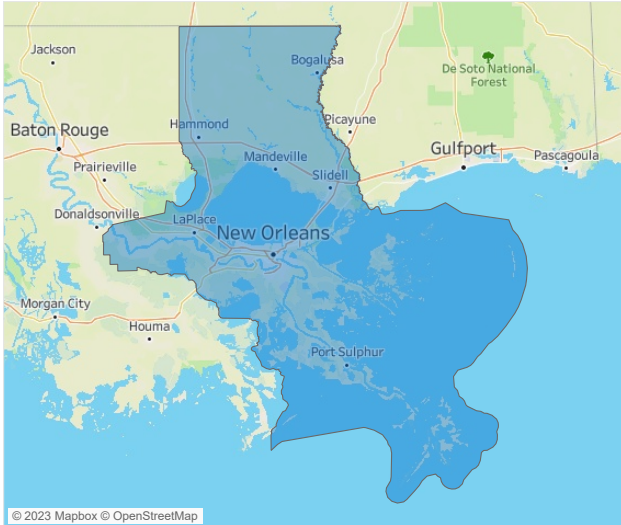 Jackson
Bogalusa
De Soto National
Forest
Picayune
Hammond
Baton Rouge
Gulfport
Mandeville
Pascagoula
Prairieville
Slidell
Donaldsonville
LaPlace
New Orleans
Morgan City
Houma
Port Sulphur
© 2023 Mapbox © OpenStreetMap